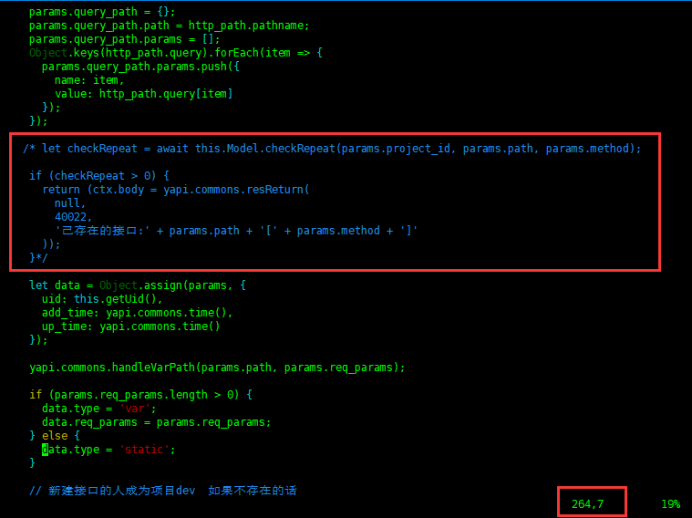 params.query_path = {};
params.query_path.path = http_path.pathname;
params.query_path.params = [];
Object.keys(http_path.query).forEach(item => {
params.query_path.params.push({
name: item,
value: http_path.query[item]
});
});
/* let checkRepeat = await this.Model.checkRepeat(params.project_id, params.path, params.method);
if (checkRepeat > 0) {
return (ctx.body = yapi.commons.resReturn(
null,
40022,
'已存在的接口:' + params.path + '[' + params.method + ']'
));
}*/
let data = Object.assign(params, {
uid: this.getUid(),
add_time: yapi.commons.time(),
up_time: yapi.commons.time()
});
yapi.commons.handleVarPath(params.path, params.req_params);
if (params.req_params.length > 0) {
data.type = 'var';
data.req_params = params.req_params;
} else {
data.type = 'static';
}
// 新建接口的人成为项目dev  如果不存在的话
264,7 19%